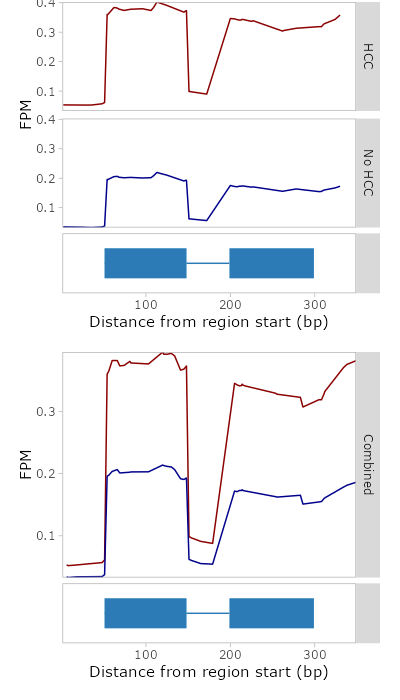 0.4
0.3
0.2
0.1
HCC
FPM
0.4
0.3
0.2
0.1
No HCC
100 200 300
Distance from region start (bp)
0.3
0.2
0.1
FPM
Combined
100 200 300
Distance from region start (bp)